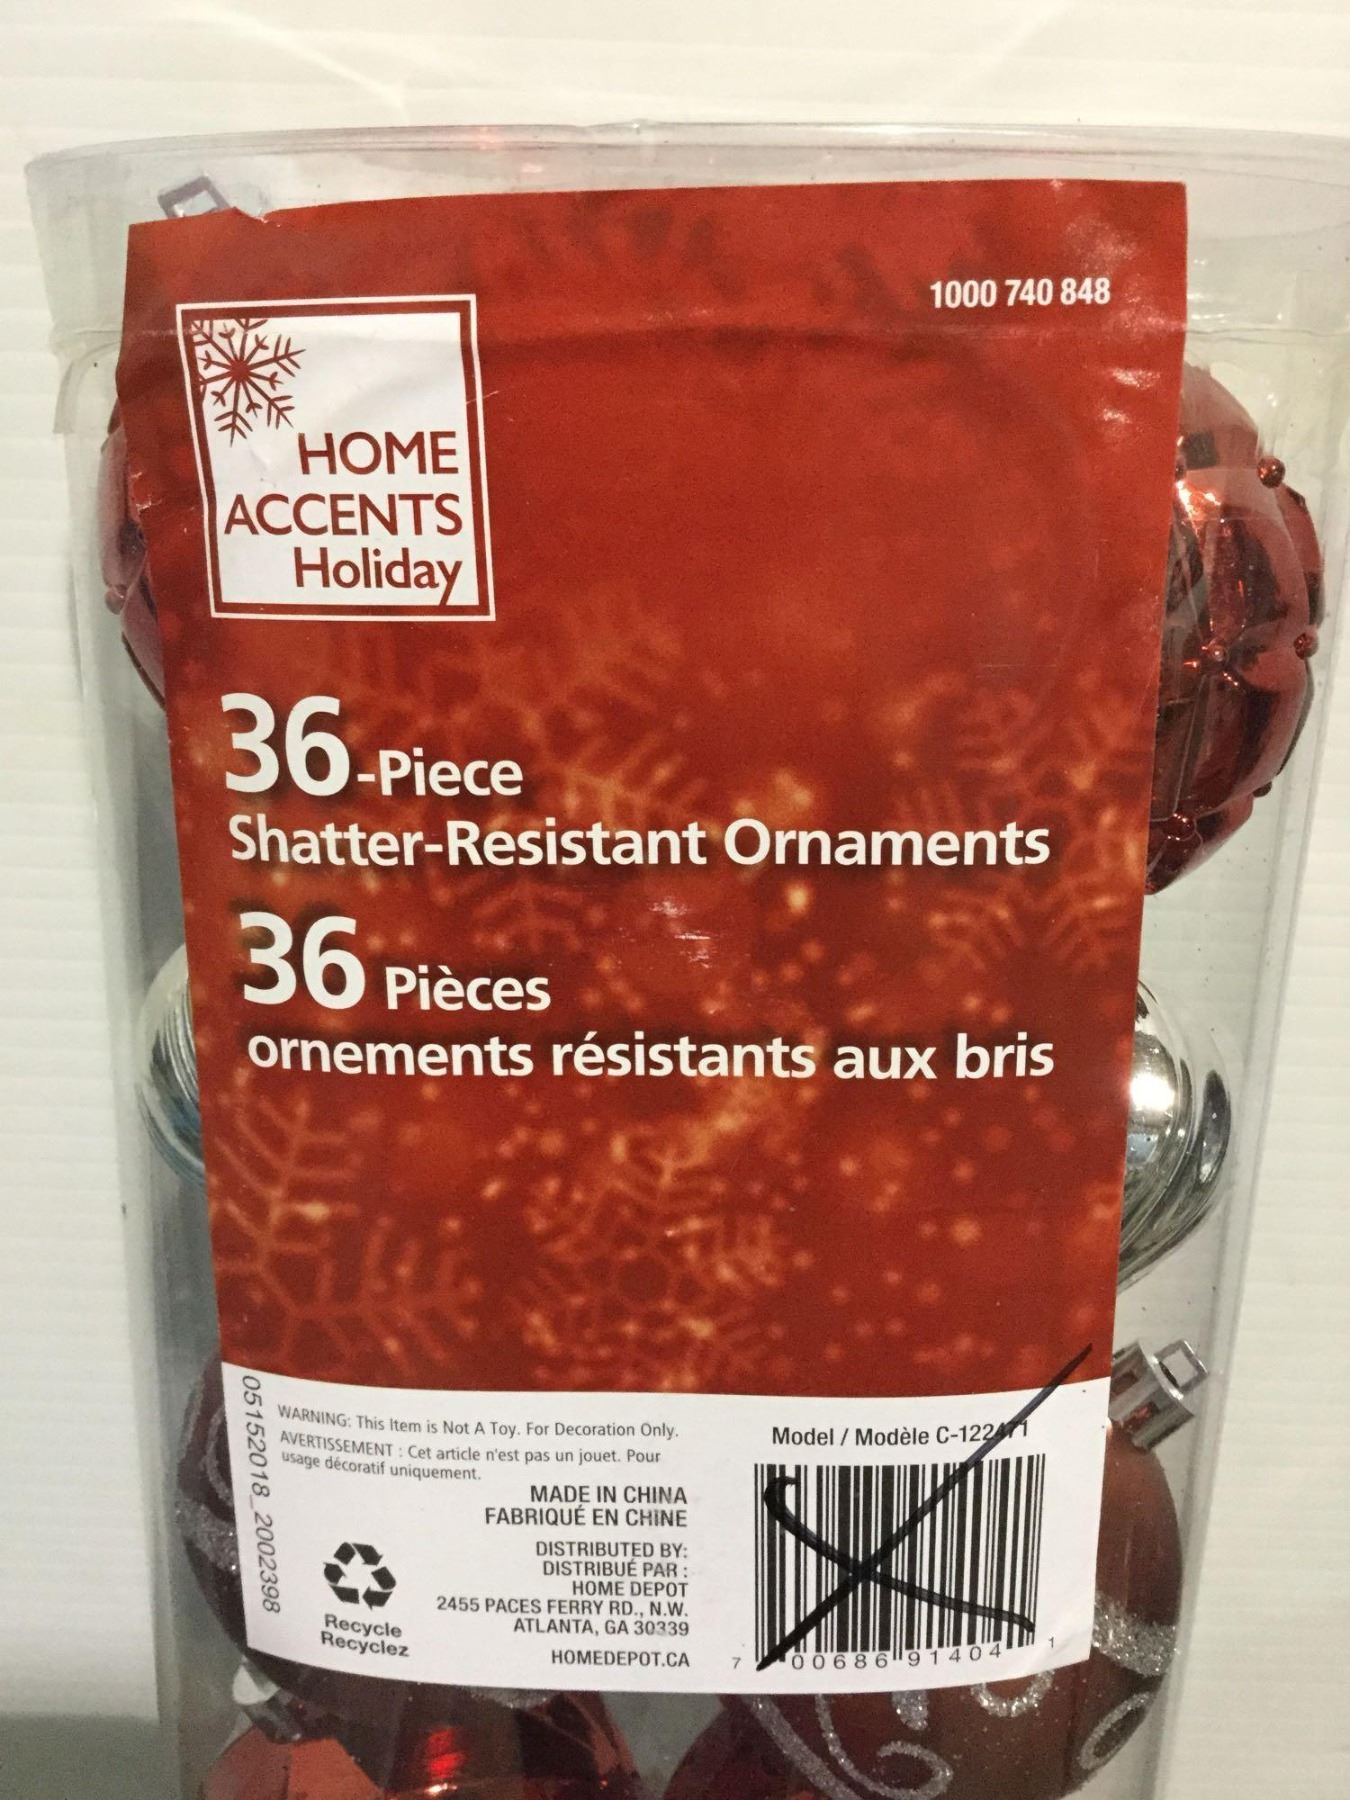 1000 740 848
HOME
ACCENTS
Holiday
36-Piece
Shatter-Resistant Ornaments
36 Pièces
ornements résistants aux bris
05152018_2002398
WARNING: This Item is Not A Toy. For Decoration Only.
AVERTISSEMENT : Cet article n'est pas un jouet. Pour
usage décoratif uniquement.
MADE IN CHINA
FABRIQUÉ EN CHINE
DISTRIBUTED BY:
DISTRIBUÉ PAR :
HOME DEPOT
2455 PACES FERRY RD., N.W.
ATLANTA, GA 30339
HOMEDEPOT.CA
Recycle
Recyclez
Model / Modèle C-122471
7 00686 91404 1